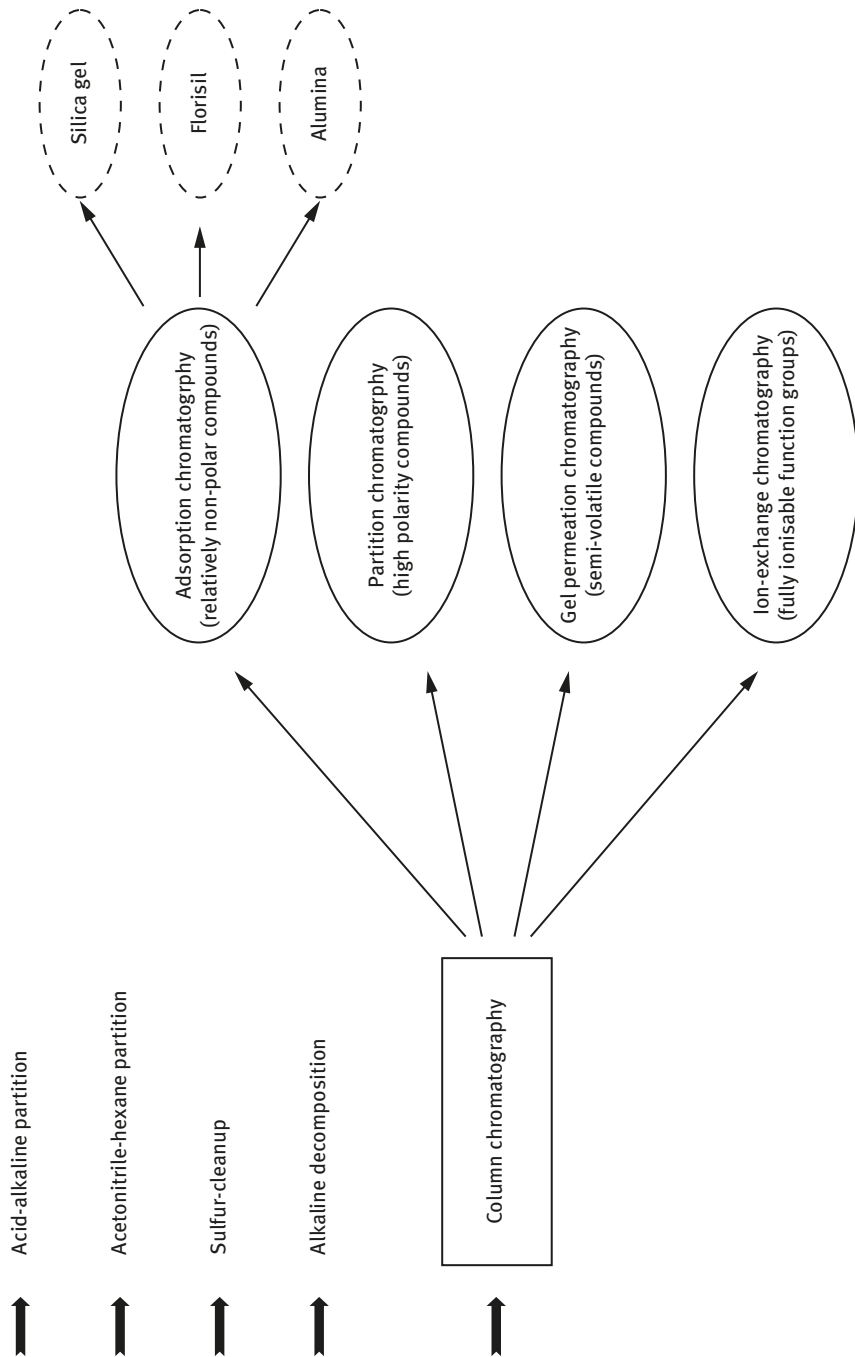 Acid-alkaline partition
Acetonitrile-hexane partition
Sulfur-cleanup
Alkaline decomposition
Column chromatography
Adsorption chromatogrphy
(relatively non-polar compounds)
Partition chromatogrphy
(high polarity compounds)
Gel permeation chromatography
(semi-volatile compounds)
Ion-exchange chromatography
(fully ionisable function groups)
Silica gel
Florisil
Alumina